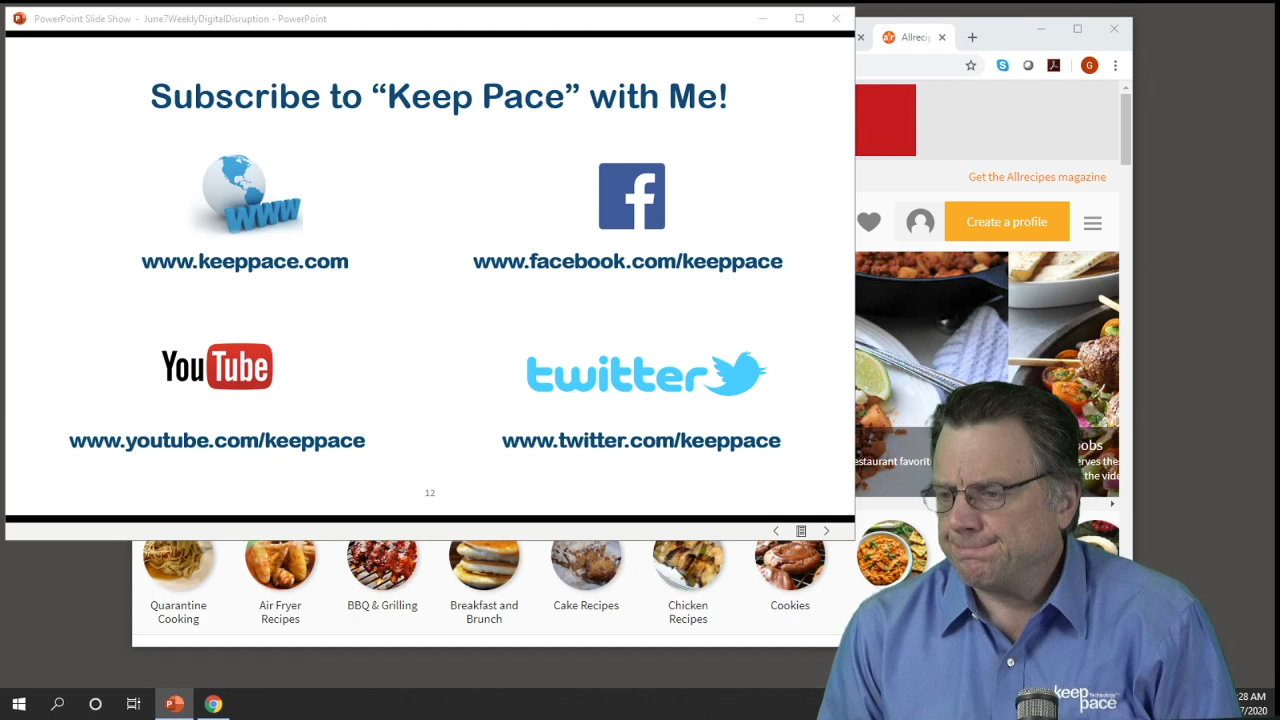 PowerPoint Slide Show - June7WeeklyDigitalDisruption - PowerPoint
Subscribe to “Keep Pace” with Me!
www
www.keeppace.com
f
www.facebook.com/keeppace
YouTube
www.youtube.com/keeppace
twitter
www.twitter.com/keeppace
12
Allrecip
G
Get the Allrecipes magazine
Create a profile
obs
estaurant favorit
erves the
the vide
Quarantine
Cooking
Air Fryer
Recipes
BBQ & Grilling
Breakfast and
Brunch
Cake Recipes
Chicken
Recipes
Cookies
keep
Technology
pace
:28 AM
7/2020